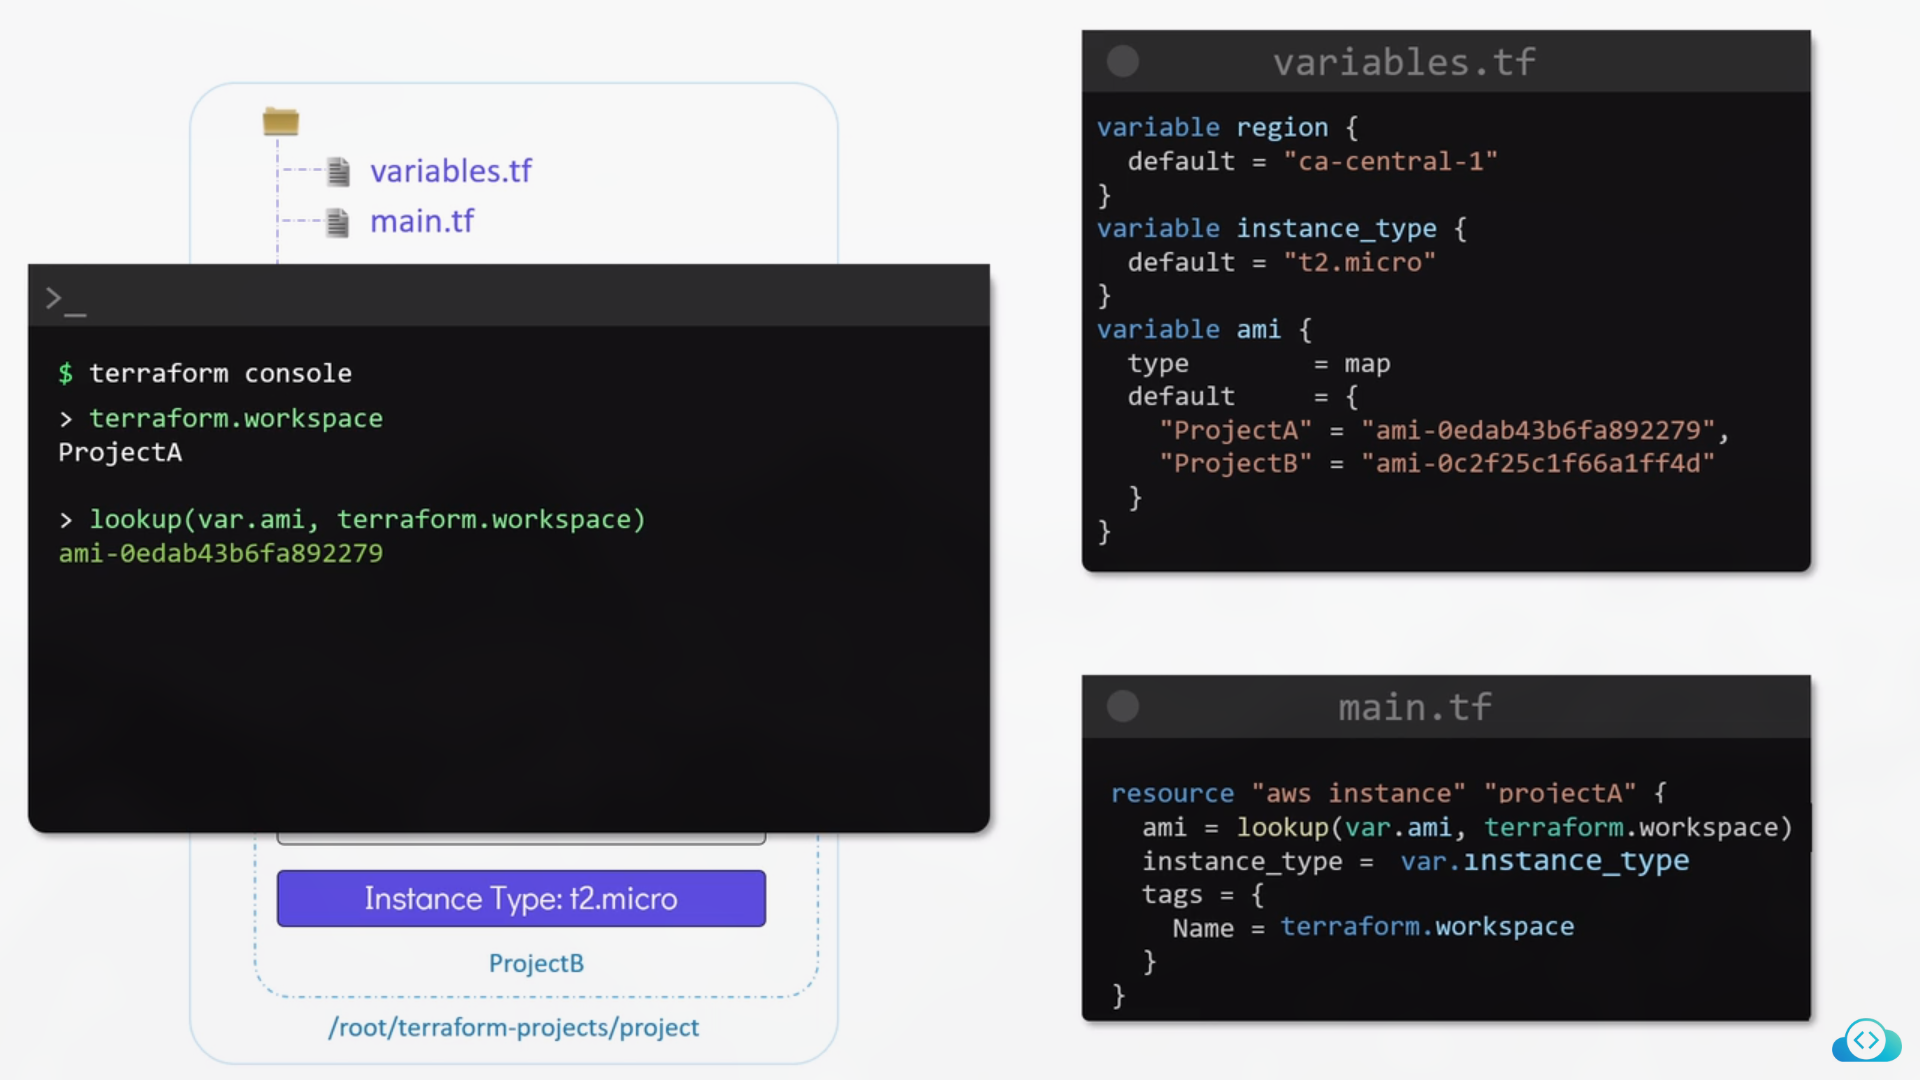 variables.tf
main.tf
>_
$ terraform console
> terraform.workspace
ProjectA
> lookup(var.ami, terraform.workspace)
ami-0edab43b6fa892279
Instance Type: t2.micro
ProjectB
/root/terraform-projects/project
variables.tf
variable region {
default = "ca-central-1"
}
variable instance_type {
default = "t2.micro"
}
variable ami {
type = map
default = {
"ProjectA" = "ami-0edab43b6fa892279",
"ProjectB" = "ami-0c2f25c1f66a1ff4d"
}
}
main.tf
resource "aws_instance" "projectA" {
ami = lookup(var.ami, terraform.workspace)
instance_type = var.instance_type
tags = {
Name = terraform.workspace
}
}